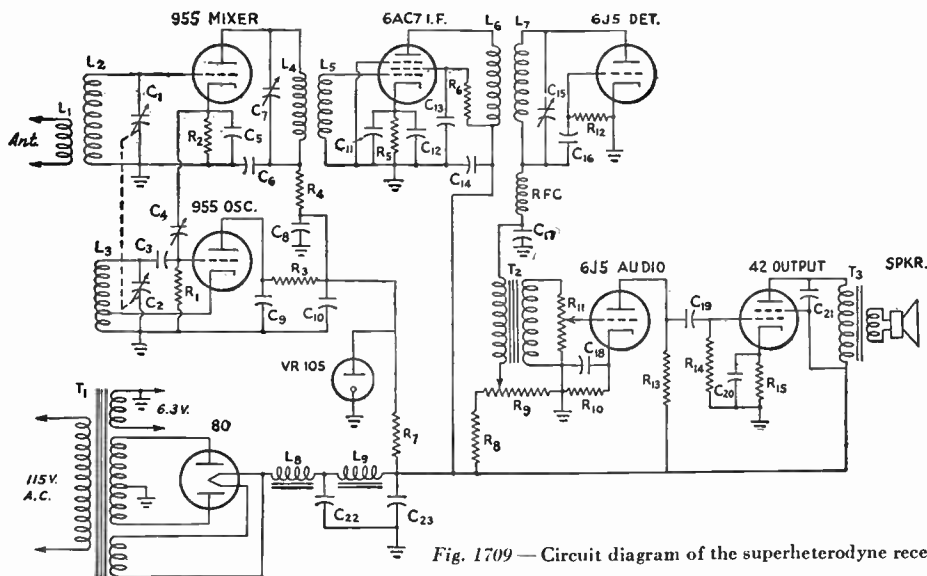 955 MIXER
6AC7 I.F.
6J5 DET.
L1
L2
C1
R2
C5
C6
C7
L4
L5
C11
R5
C12
C13
R6
C14
L6
L7
C15
C16
R12
Ant.
R4
C8
RFC
C17
955 OSC.
L3
C3
C4
C2
R1
C9
R3
C10
VR 105
R7
T2
R11
6J5 AUDIO
C18
R9
R10
R8
R13
C19
R14
42 OUTPUT
C20
R15
C21
T3
SPKR.
T1
6.3V.
80
115V.
A.C.
L8
L9
C22
C23
Fig. 1709 — Circuit diagram of the superheterodyne rece